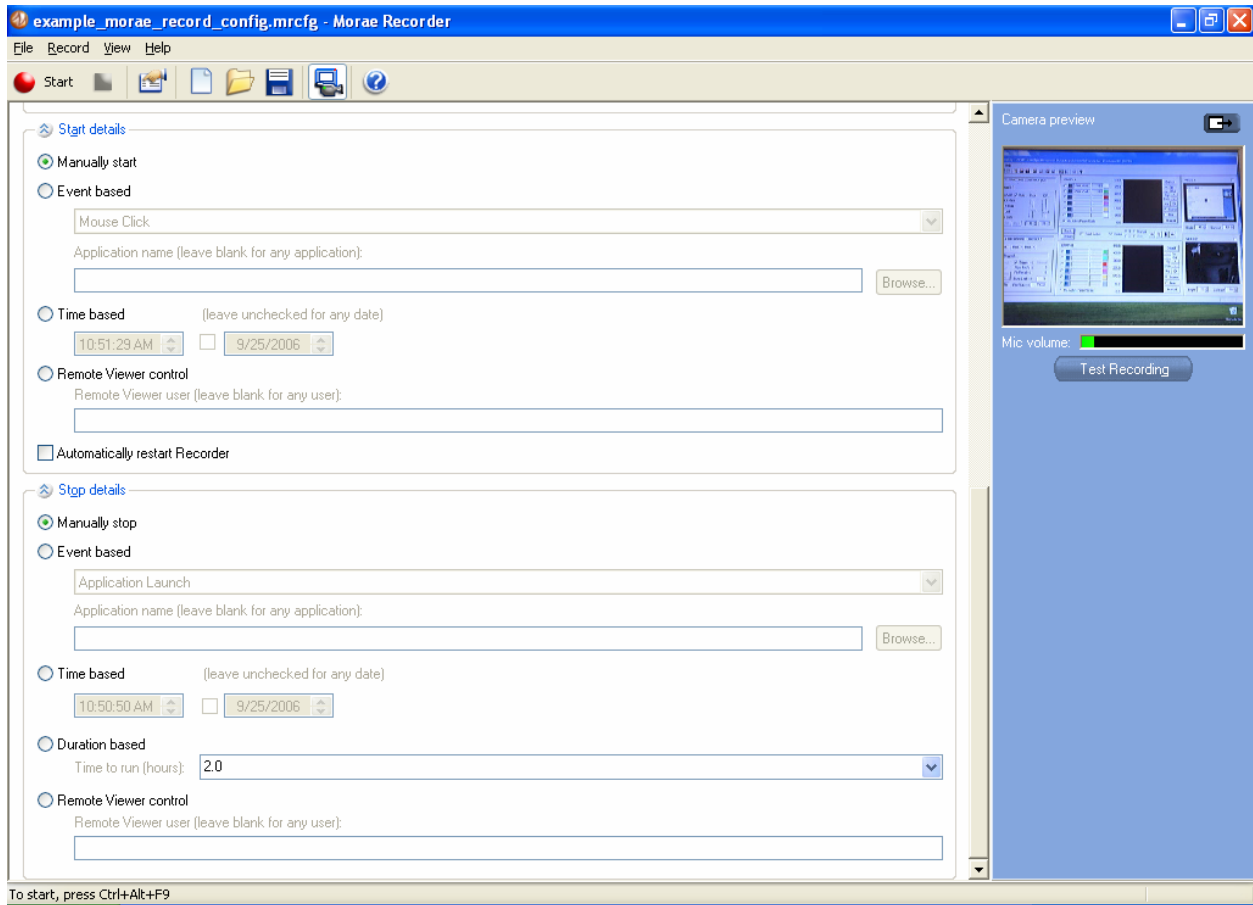 example_morae_record_config.mrcfg - Morae Recorder
File Record View Help
Start
Start details
Camera preview
Manually start
Event based
Mouse Click
Application name (leave blank for any application):
Browse...
Time based (leave unchecked for any date)
10:51:29 AM 9/25/2006
Mic volume:
Remote Viewer control
Test Recording
Remote Viewer user (leave blank for any user):
Automatically restart Recorder
Stop details
Manually stop
Event based
Application Launch
Application name (leave blank for any application):
Browse...
Time based (leave unchecked for any date)
10:50:50 AM 9/25/2006
Duration based
Time to run (hours): 2.0
Remote Viewer control
Remote Viewer user (leave blank for any user):
To start, press Ctrl+Alt+F9